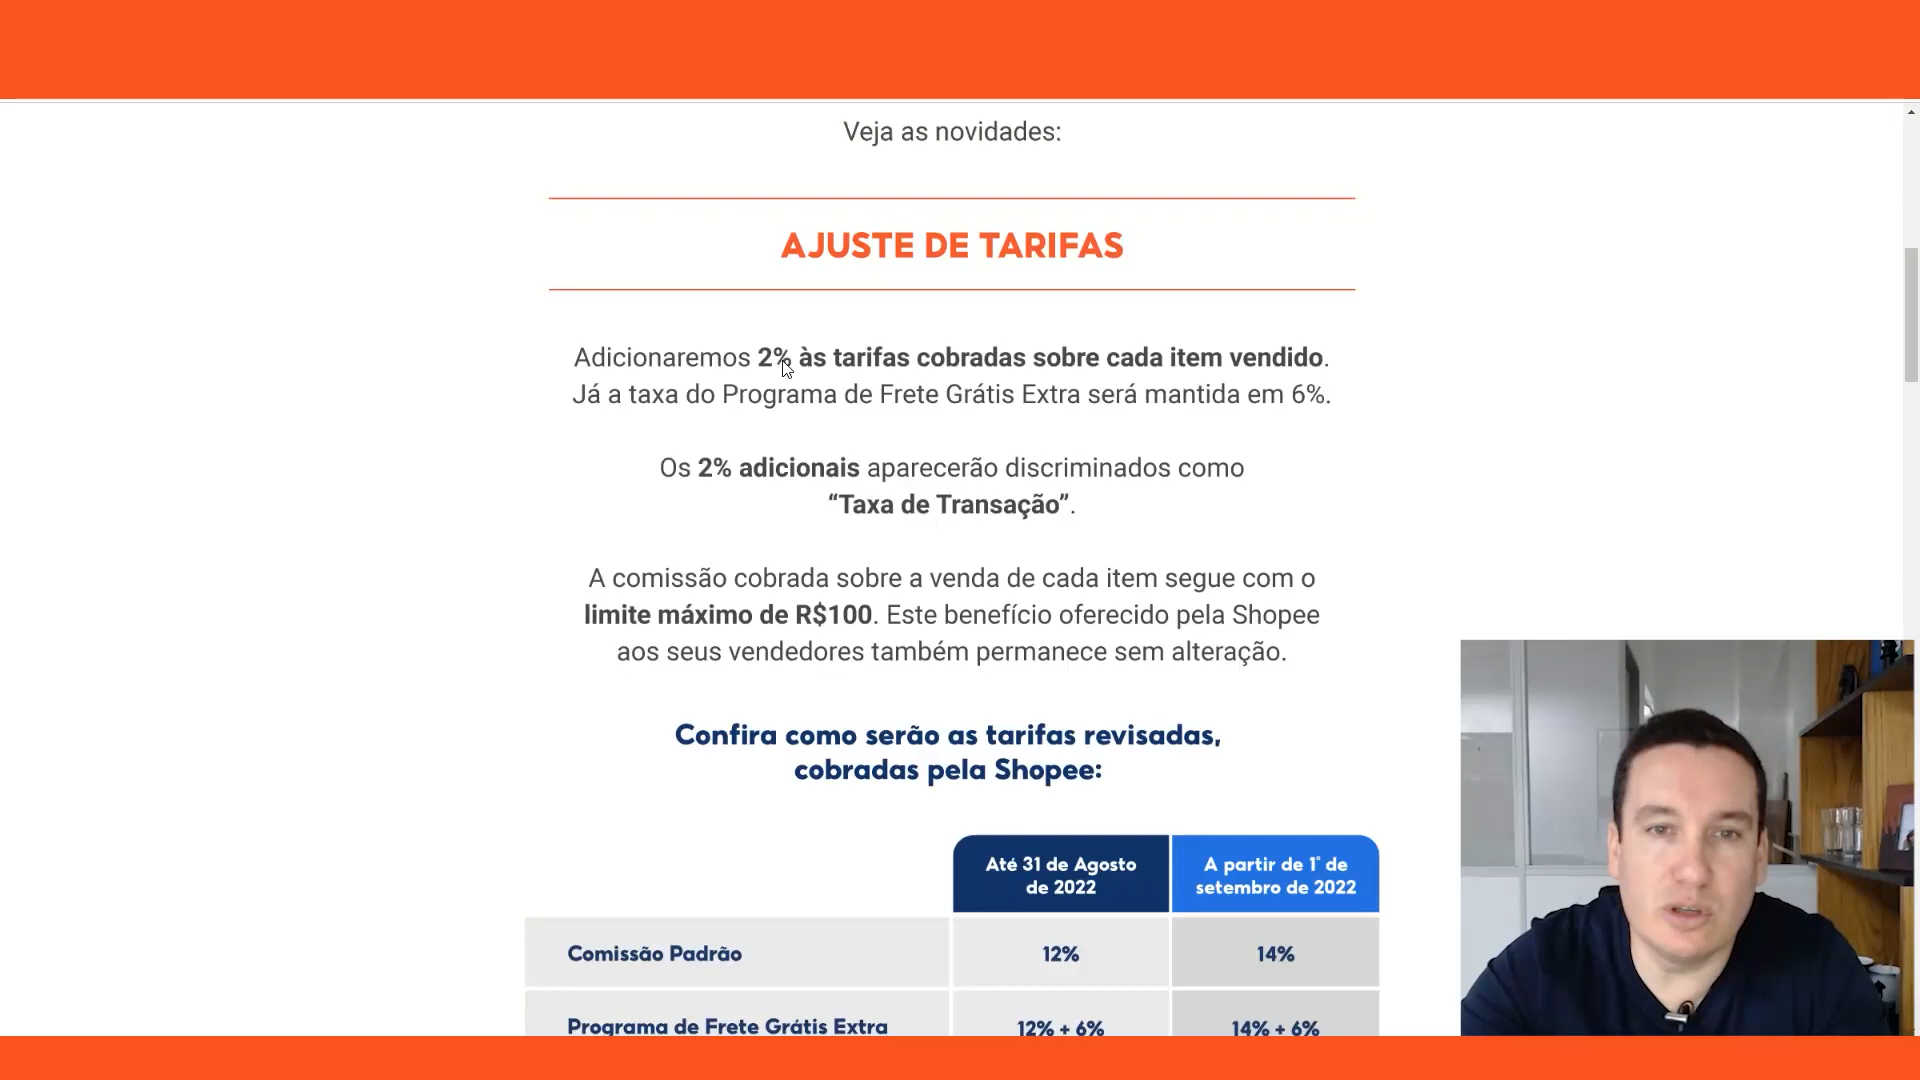 Veja as novidades:
AJUSTE DE TARIFAS
Adicionaremos 2% às tarifas cobradas sobre cada item vendido.
Já a taxa do Programa de Frete Grátis Extra será mantida em 6%.
Os 2% adicionais aparecerão discriminados como
“Taxa de Transação”.
A comissão cobrada sobre a venda de cada item segue com o
limite máximo de R$100. Este benefício oferecido pela Shopee
aos seus vendedores também permanece sem alteração.
Confira como serão as tarifas revisadas,
cobradas pela Shopee:
Até 31 de Agosto
de 2022
A partir de 1° de
setembro de 2022
Comissão Padrão 12% 14%
Programa de Frete Grátis Extra 12% + 6% 14% + 6%